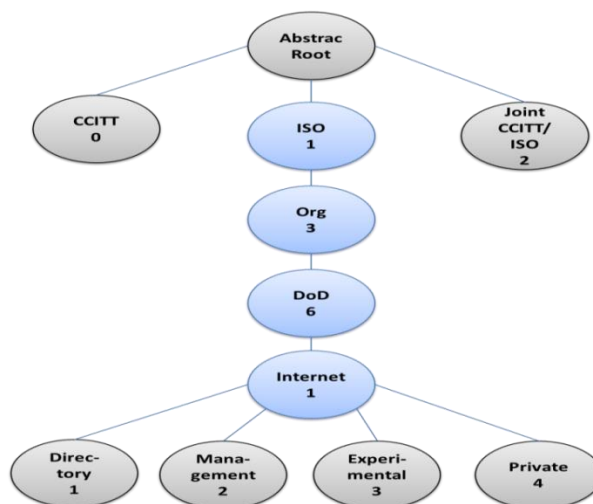 Abstrac
Root
CCITT
0
ISO
1
Joint
CCITT/
ISO
2
Org
3
DoD
6
Internet
1
Direc-
tory
1
Mana-
gement
2
Experi-
mental
3
Private
4